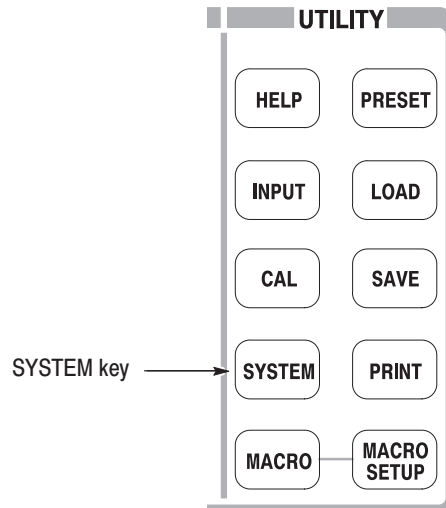 UTILITY
HELP
PRESET
INPUT
LOAD
CAL
SAVE
SYSTEM key
SYSTEM
PRINT
MACRO
MACRO
SETUP